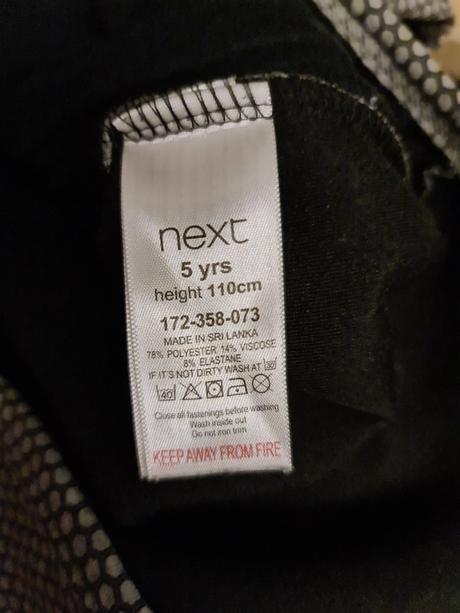 next
5 yrs
height 110cm
172-358-073
MADE IN SRI LANKA
78% POLYESTER 14% VISCOSE
8% ELASTANE
IF IT'S NOT DIRTY WASH AT 30
40
Close all fastenings before washing
Wash inside out
Do not iron trim
KEEP AWAY FROM FIRE